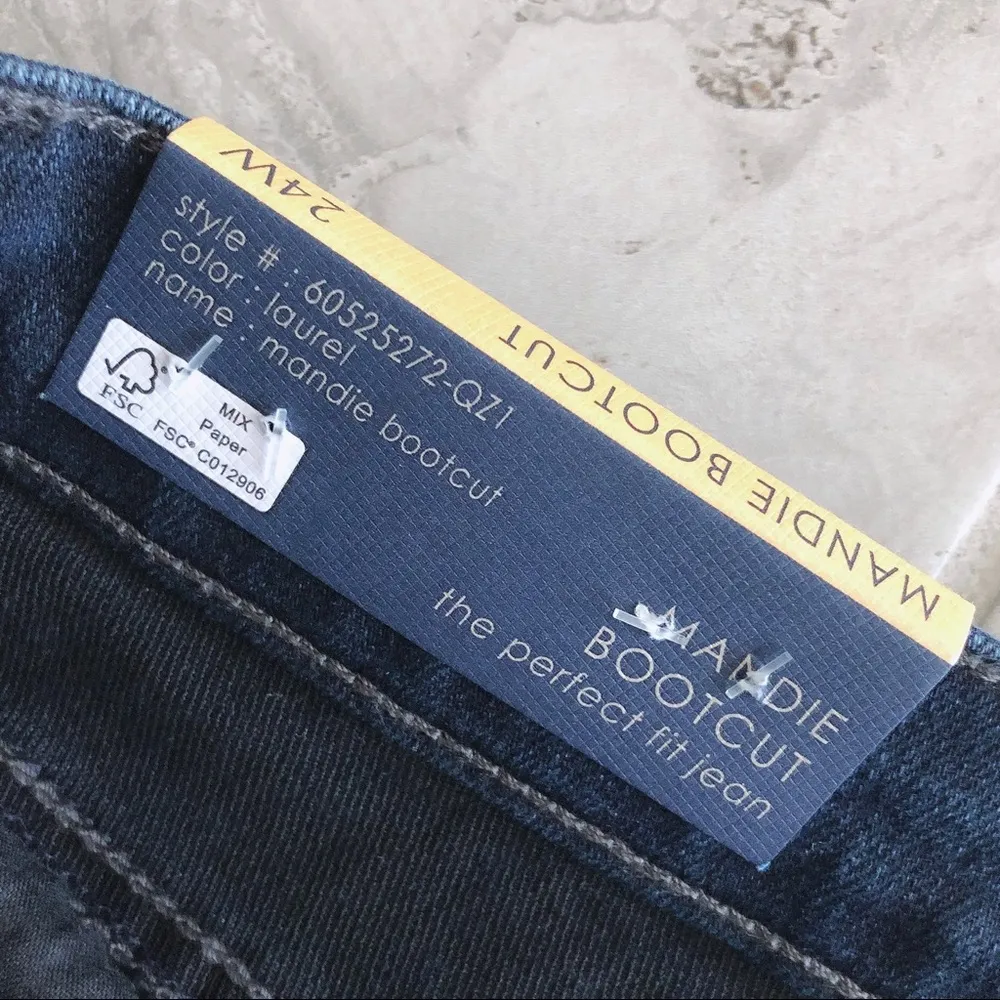 MANDIE BOOTCUT 24W
style # : 60525272-QZ1
color : laurel
name : mandie bootcut
FSC
MIX
Paper
FSC® C012906
MANDIE
BOOTCUT
the perfect fit jean